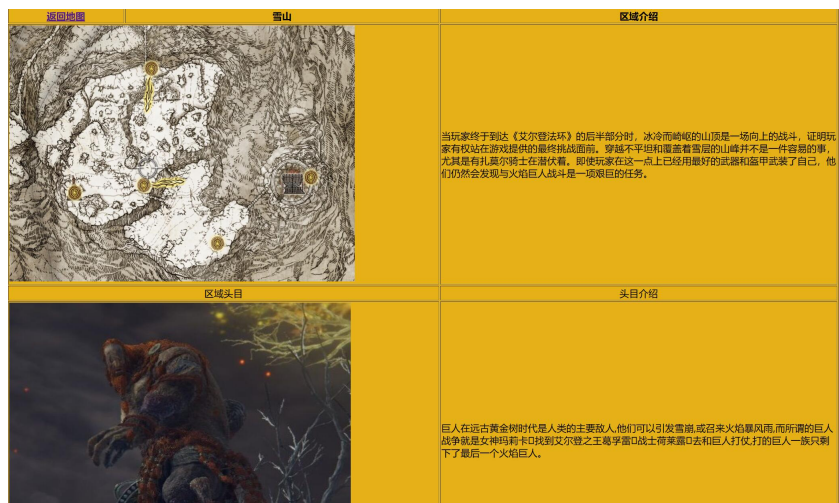 返回地图
雪山
区域介绍
当玩家终于到达《艾尔登法环》的后半部分时，冰冷而崎岖的山顶是一场向上的战斗，证明玩
家有权站在游戏提供的最终挑战面前。穿越不平坦和覆盖着雪层的山峰并不是一件容易的事，
尤其是有扎莫尔骑士在潜伏着。即使玩家在这一点上已经用最好的武器和盔甲武装了自己，他
们仍然会发现与火焰巨人战斗是一项艰巨的任务。
区域头目
头目介绍
巨人在远古黄金树时代是人类的主要敌人,他们可以引发雪崩,或召来火焰暴风雨,而所谓的巨人
战争就是女神玛莉卡▯找到艾尔登之王葛孚雷▯战士荷莱露▯去和巨人打仗,打的巨人一族只剩
下了最后一个火焰巨人。